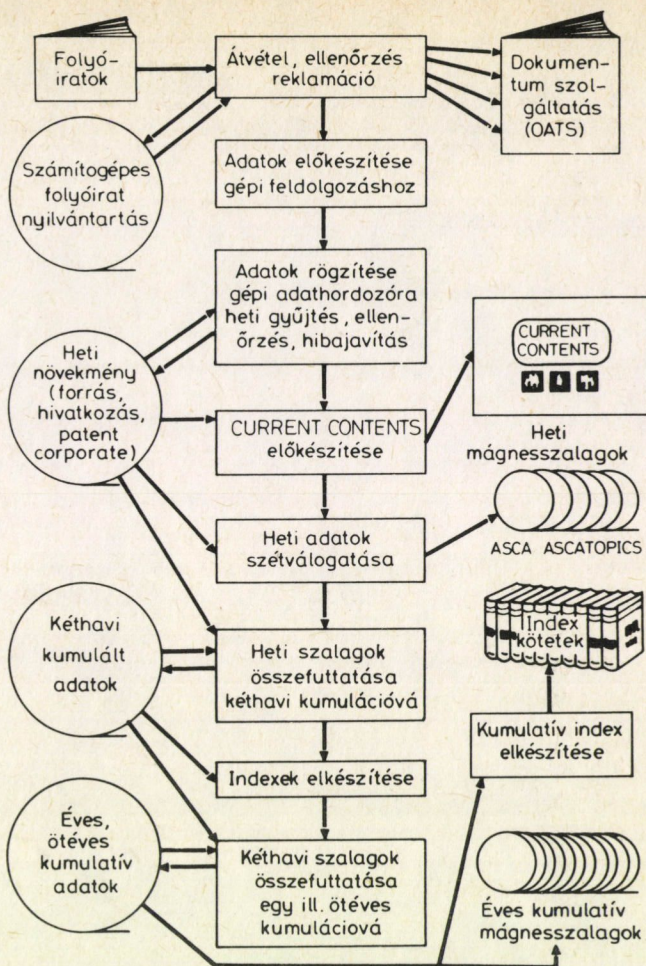 Folyó-
iratok
Átvétel, ellenőrzés
reklamáció
Dokumen-
tum szol-
gáltatás
(OATS)
Számítogépes
folyóirat
nyilvántartás
Adatok előkészítése
gépi feldolgozáshoz
Adatok rögzítése
gépi adathordozóra
heti gyűjtés, ellen-
őrzés, hibajavítás
Heti
növekmény
(forrás,
hivatkozás,
patent
corporate)
CURRENT
CONTENTS
CURRENT CONTENTS
előkészítése
Heti
mágnesszalagok
Heti adatok
szétválogatása
ASCA ASCATOPICS
Kéthavi
kumulált
adatok
Heti szalagok
összefuttatása
kéthavi kumulációvá
Index
kötetek
Kumulatív index
elkészítése
Indexek elkészítése
Éves,
ötéves
kumulatív
adatok
Kéthavi szalagok
összefuttatása
egy ill. ötéves
kumulációvá
Éves kumulatív
mágnesszalagok